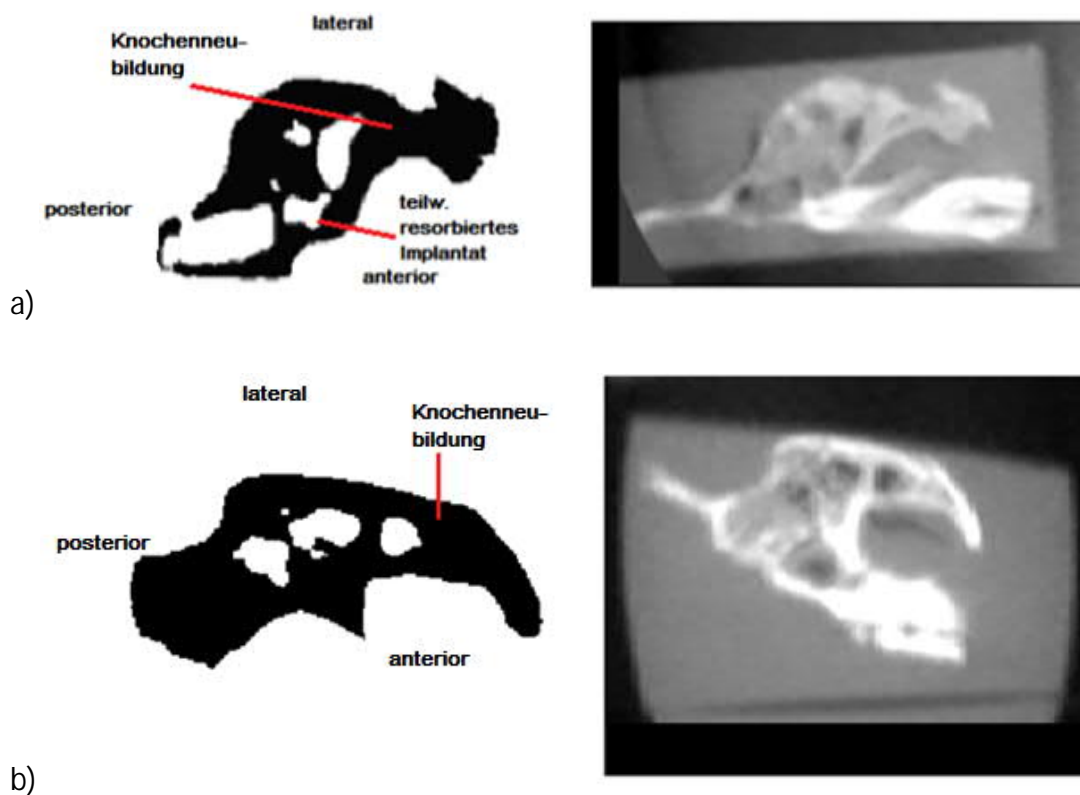 lateral
Knochenneu-
bildung
posterior
teilw.
resorbiertes
Implantat
anterior
a)
lateral
Knochenneu-
bildung
posterior
anterior
b)